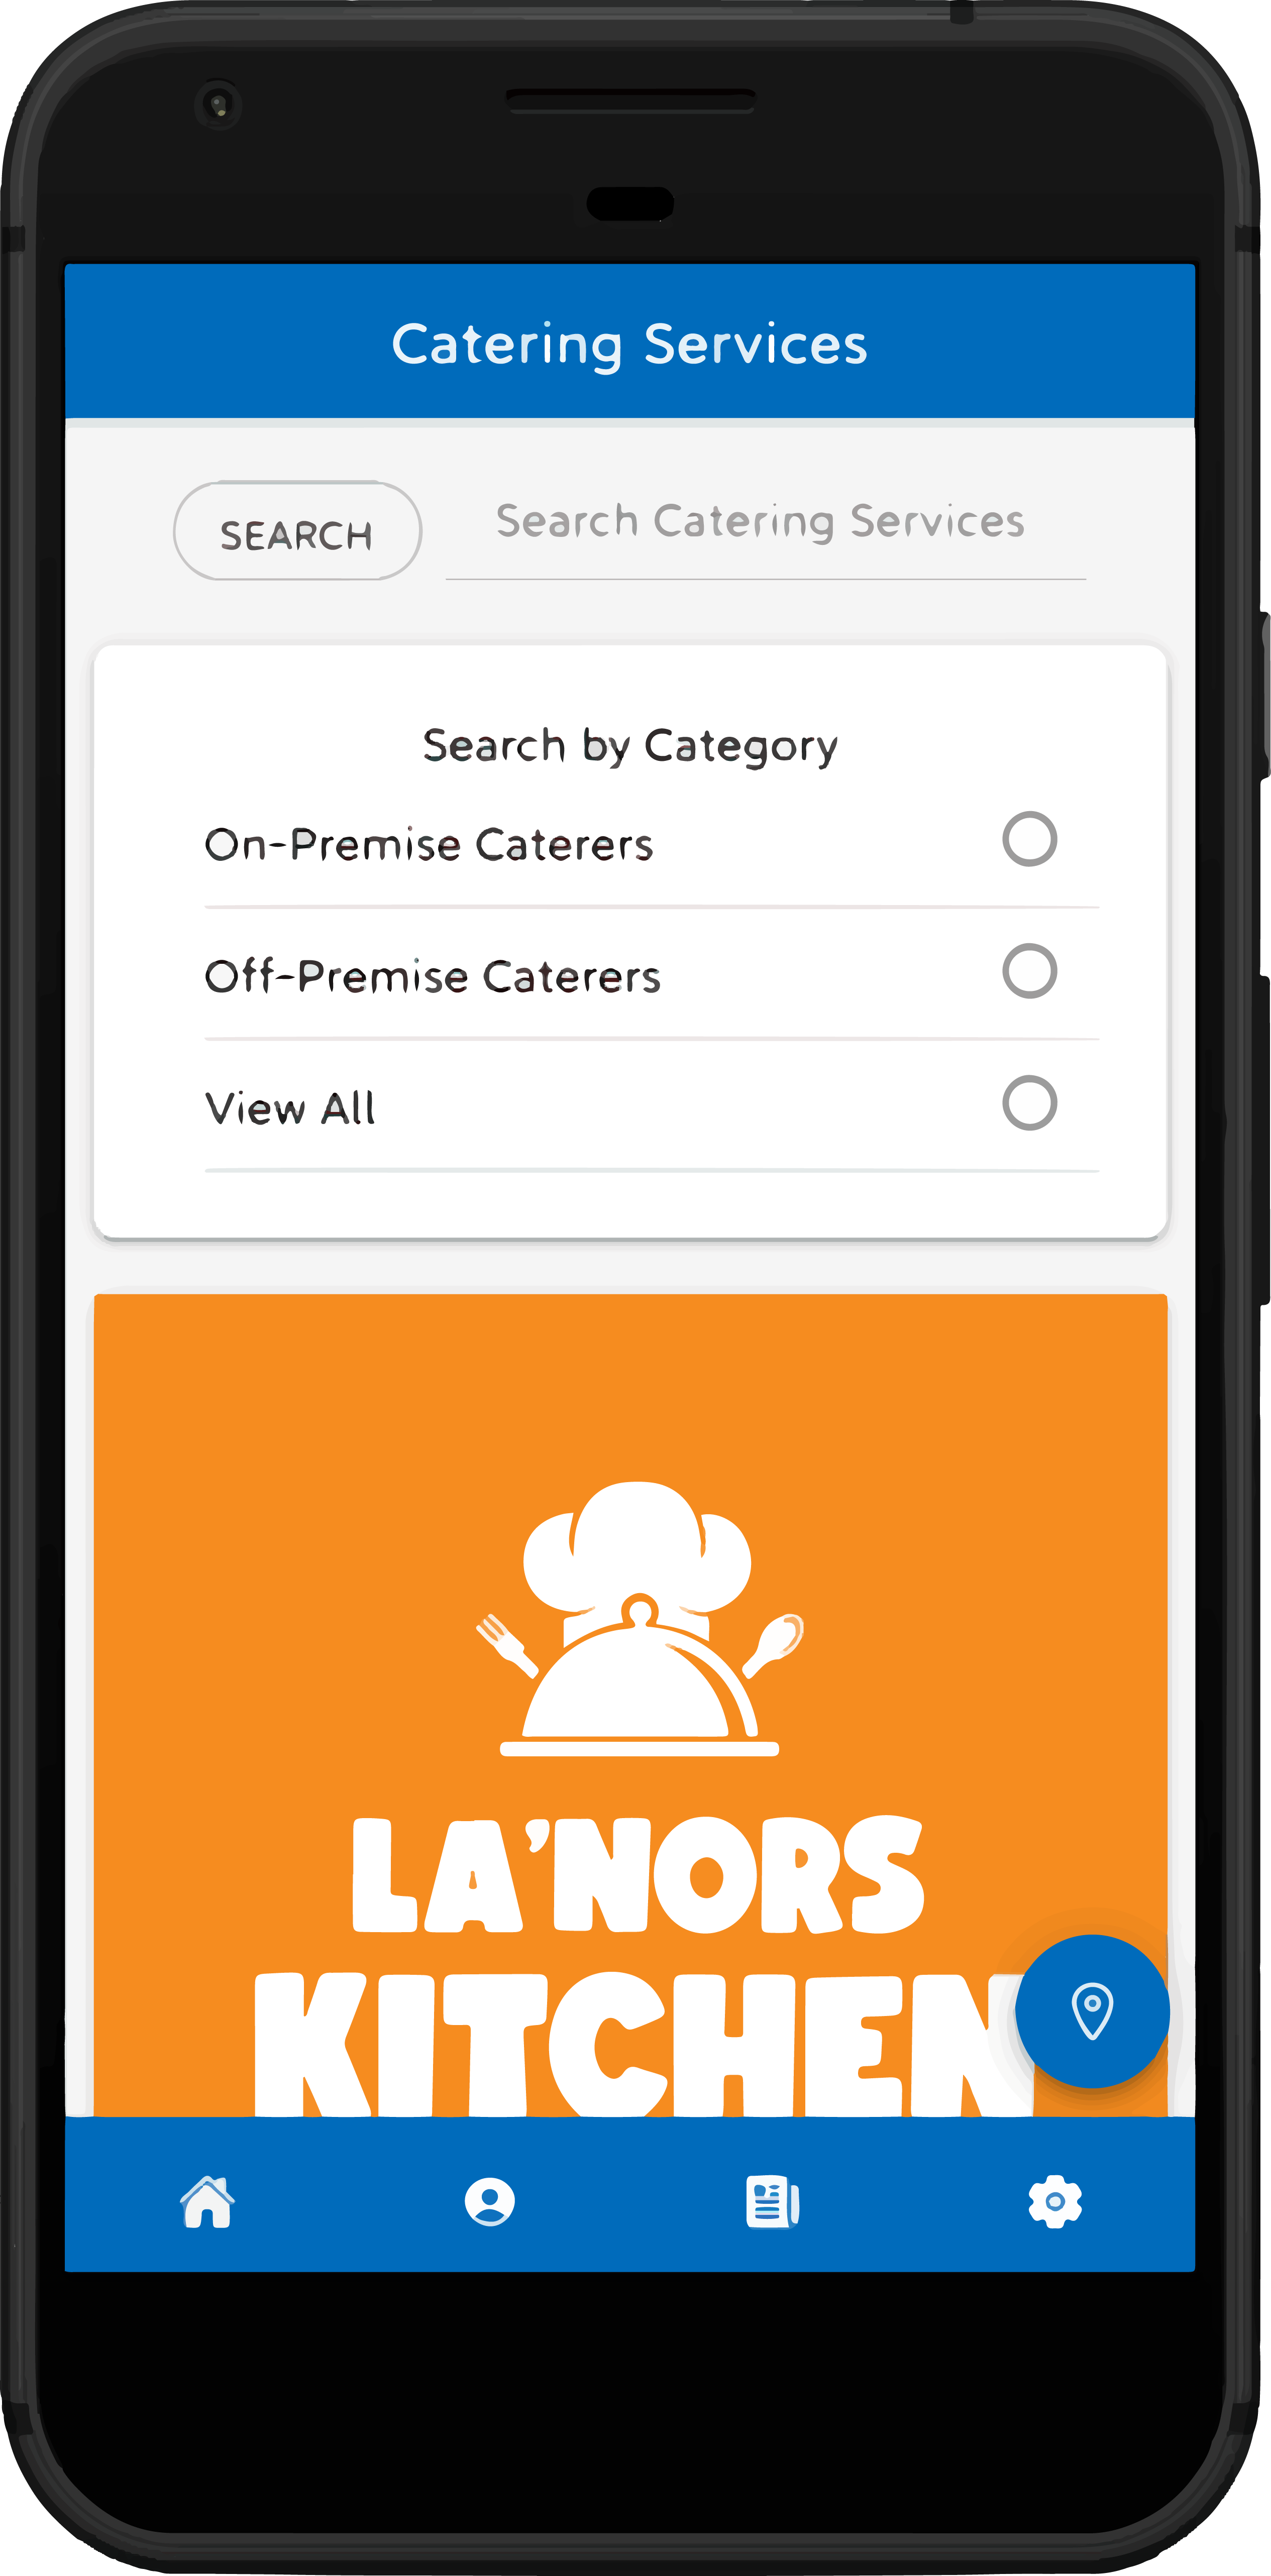 Catering Services
SEARCH Search Catering Services
Search by Category
On-Premise Caterers
Off-Premise Caterers
View All
LA'NORS
KITCHEN